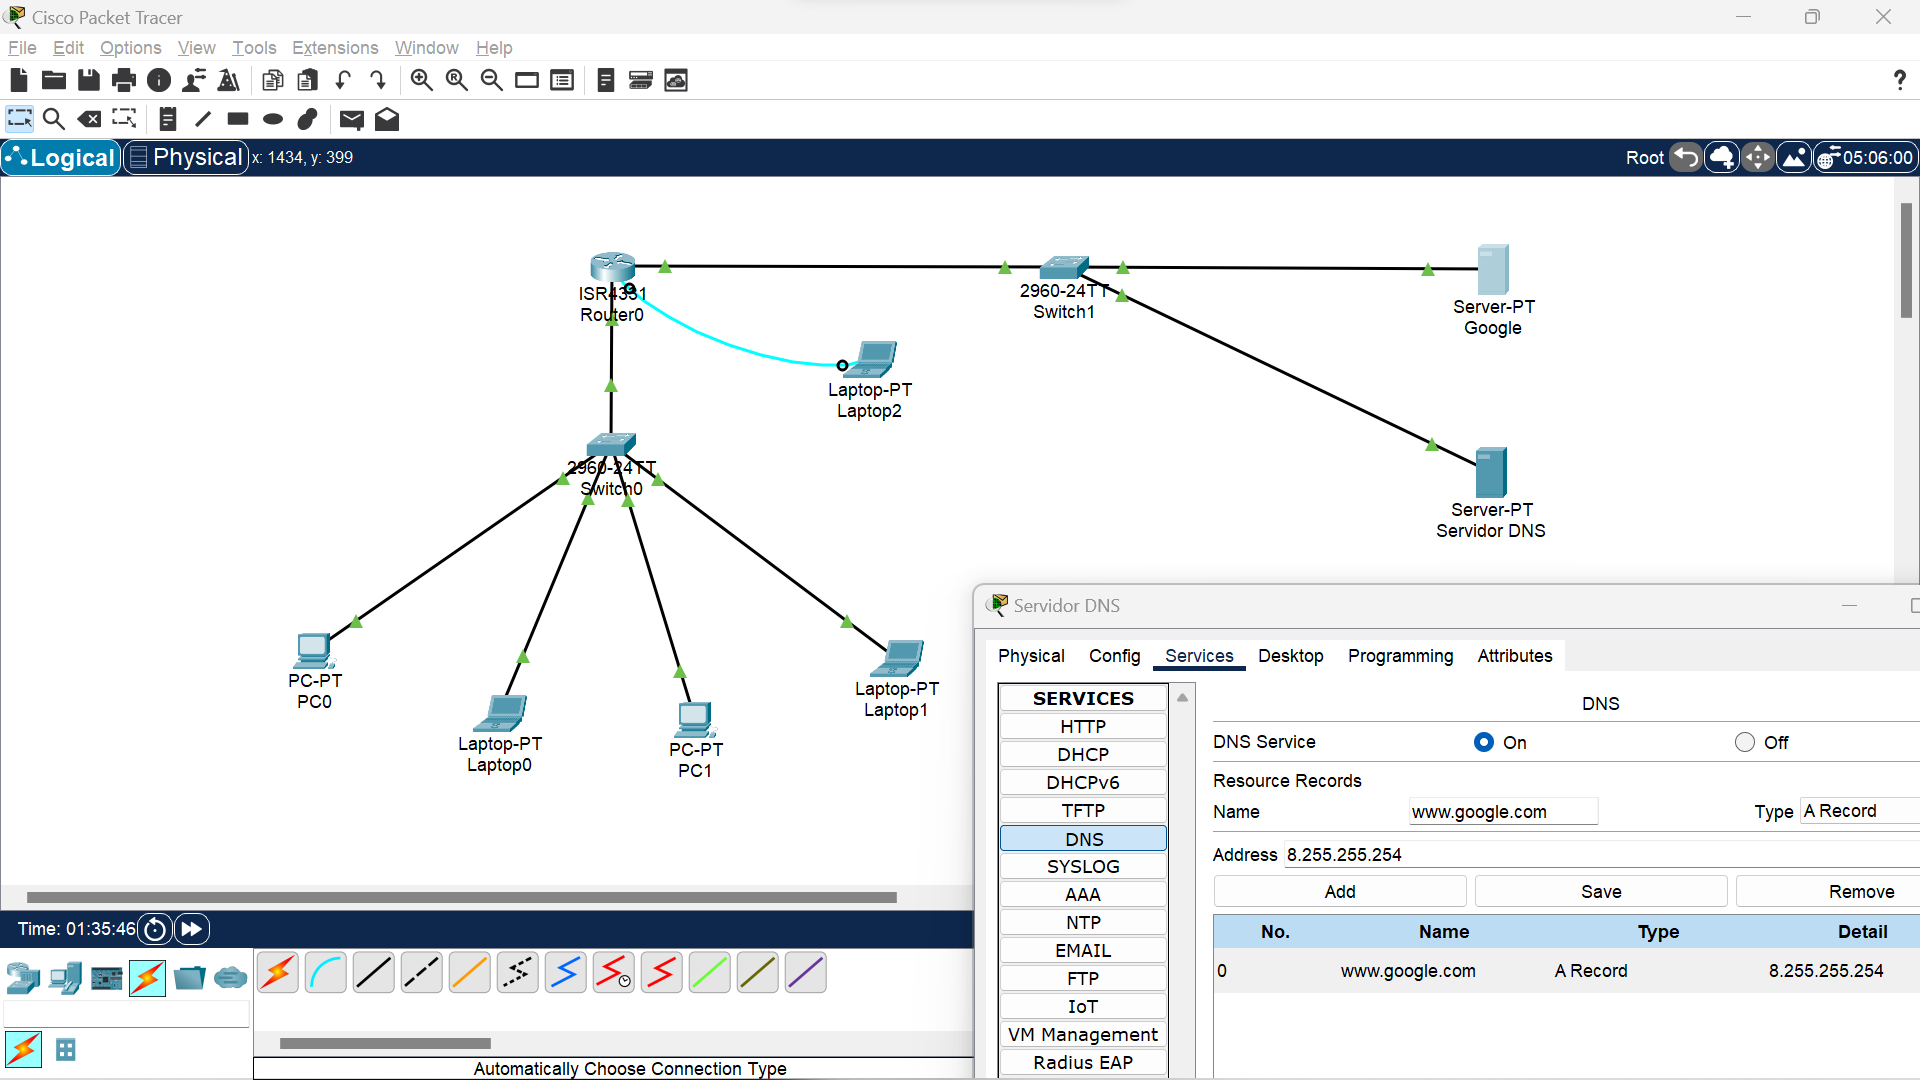 Cisco Packet Tracer
File Edit Options View Tools Extensions Window Help
Logical Physical x: 1434, y: 399 Root 05:06:00
ISR4331
Router0
2960-24TT
Switch1
Server-PT
Google
Laptop-PT
Laptop2
2960-24TT
Switch0
Server-PT
Servidor DNS
PC-PT
PC0
Laptop-PT
Laptop0
PC-PT
PC1
Laptop-PT
Laptop1
Servidor DNS
Physical Config Services Desktop Programming Attributes
SERVICES
HTTP
DHCP
DHCPv6
TFTP
DNS
SYSLOG
AAA
NTP
EMAIL
FTP
IoT
VM Management
Radius EAP
DNS
DNS Service On Off
Resource Records
Name www.google.com Type A Record
Address 8.255.255.254
Add Save Remove
No. Name Type Detail
0 www.google.com A Record 8.255.255.254
Time: 01:35:46
Automatically Choose Connection Type